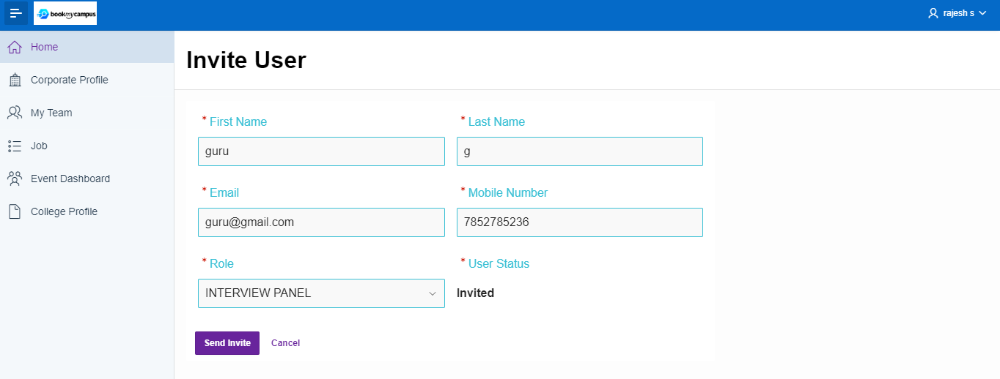 bookmycampus
rajesh s
Home
Corporate Profile
My Team
Job
Event Dashboard
College Profile
Invite User
* First Name
* Last Name
guru
g
* Email
* Mobile Number
guru@gmail.com
7852785236
* Role
* User Status
INTERVIEW PANEL
Invited
Send Invite
Cancel